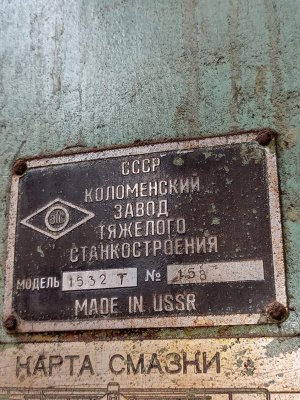 СССР
КОЛОМЕНСКИЙ
ЗАВОД
ТЯЖЕЛОГО
СТАНКОСТРОЕНИЯ
МОДЕЛЬ 1532 Т № 158
MADE IN USSR
КАРТА СМАЗКИ